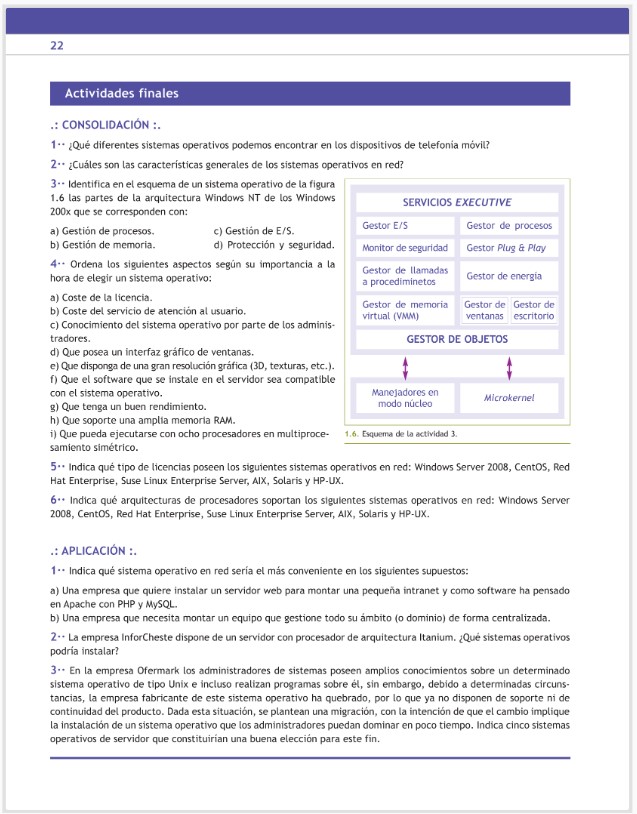 22
Actividades finales
.: CONSOLIDACIÓN :.
1·· ¿Qué diferentes sistemas operativos podemos encontrar en los dispositivos de telefonía móvil?
2·· ¿Cuáles son las características generales de los sistemas operativos en red?
3·· Identifica en el esquema de un sistema operativo de la figura
1.6 las partes de la arquitectura Windows NT de los Windows
200x que se corresponden con:
a) Gestión de procesos.
c) Gestión de E/S.
b) Gestión de memoria.
d) Protección y seguridad.
4·· Ordena los siguientes aspectos según su importancia a la
hora de elegir un sistema operativo:
a) Coste de la licencia.
b) Coste del servicio de atención al usuario.
c) Conocimiento del sistema operativo por parte de los adminis-
tradores.
d) Que posea un interfaz gráfico de ventanas.
e) Que disponga de una gran resolución gráfica (3D, texturas, etc.).
f) Que el software que se instale en el servidor sea compatible
con el sistema operativo.
g) Que tenga un buen rendimiento.
h) Que soporte una amplia memoria RAM.
i) Que pueda ejecutarse con ocho procesadores en multiproce-
samiento simétrico.
SERVICIOS EXECUTIVE
Gestor E/S
Gestor de procesos
Monitor de seguridad
Gestor Plug & Play
Gestor de llamadas
a procediminetos
Gestor de energia
Gestor de memoria
virtual (VMM)
Gestor de
ventanas
Gestor de
escritorio
GESTOR DE OBJETOS
Manejadores en
modo núcleo
Microkernel
1.6. Esquema de la actividad 3.
5·· Indica qué tipo de licencias poseen los siguientes sistemas operativos en red: Windows Server 2008, CentOS, Red
Hat Enterprise, Suse Linux Enterprise Server, AIX, Solaris y HP-UX.
6·· Indica qué arquitecturas de procesadores soportan los siguientes sistemas operativos en red: Windows Server
2008, CentOS, Red Hat Enterprise, Suse Linux Enterprise Server, AIX, Solaris y HP-UX.
.: APLICACIÓN :.
1·· Indica qué sistema operativo en red sería el más conveniente en los siguientes supuestos:
a) Una empresa que quiere instalar un servidor web para montar una pequeña intranet y como software ha pensado
en Apache con PHP y MySQL.
b) Una empresa que necesita montar un equipo que gestione todo su ámbito (o dominio) de forma centralizada.
2·· La empresa InforCheste dispone de un servidor con procesador de arquitectura Itanium. ¿Qué sistemas operativos
podría instalar?
3·· En la empresa Ofermark los administradores de sistemas poseen amplios conocimientos sobre un determinado
sistema operativo de tipo Unix e incluso realizan programas sobre él, sin embargo, debido a determinadas circuns-
tancias, la empresa fabricante de este sistema operativo ha quebrado, por lo que ya no disponen de soporte ni de
continuidad del producto. Dada esta situación, se plantean una migración, con la intención de que el cambio implique
la instalación de un sistema operativo que los administradores puedan dominar en poco tiempo. Indica cinco sistemas
operativos de servidor que constituirían una buena elección para este fin.